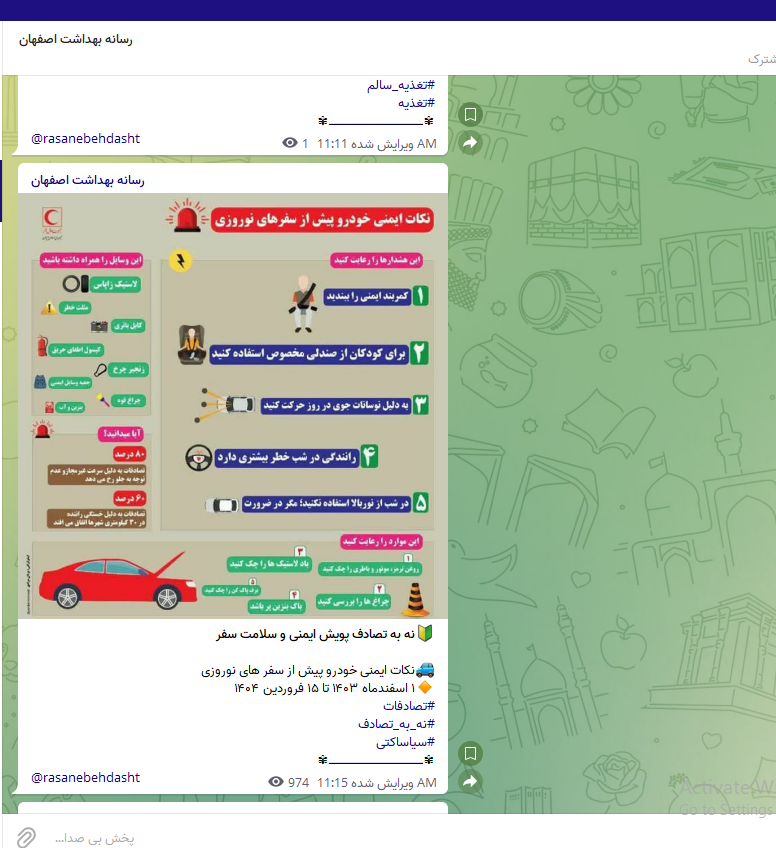 رسانه بهداشت اصفهان
شترک
#تغذیه_سالم
#تغذیه
✾ــــــــــــــــــــــــ✾
@rasanebehdasht
1 ویرایش شده 11:11 AM
رسانه بهداشت اصفهان
نکات ایمنی خودرو پیش از سفرهای نوروزی
این هشدارها را رعایت کنید
۱ کمربند ایمنی را ببندید
۲ برای کودکان از صندلی مخصوص استفاده کنید
۳ به دلیل نوسانات جوی در روز حرکت کنید
۴ رانندگی در شب خطر بیشتری دارد
۵ در شب از نوربالا استفاده نکنید؛ مگر در ضرورت
این وسایل را همراه داشته باشید
لاستیک زاپاس
مثلث خطر
کابل باتری
کپسول اطفای حریق
زنجیر چرخ
جعبه وسایل ایمنی
چراغ قوه
بنزین و آب
آیا میدانید؟
۸۰ درصد
تصادفات به دلیل سرعت غیرمجاز و عدم
توجه به جلو رخ می دهد
۶۰ درصد
تصادفات به دلیل خستگی راننده
در ۳۰ کیلومتری شهرها اتفاق می افتد
این موارد را رعایت کنید
۱
روغن ترمز، موتور و باطری را چک کنید
۲
چراغ ها را بررسی کنید
۳
باد لاستیک ها را چک کنید
۴
باک بنزین پر باشد
۵
برف پاک کن را چک کنید
نه به تصادف پویش ایمنی و سلامت سفر
نکات ایمنی خودرو پیش از سفر های نوروزی
۱ اسفندماه ۱۴۰۳ تا ۱۵ فروردین ۱۴۰۴
#تصادفات
#نه_به_تصادف
#سیاساکتی
✾ــــــــــــــــــــــــ✾
@rasanebehdasht
974 ویرایش شده 11:15 AM
Activate W
Go to Settings
پخش بی صدا...